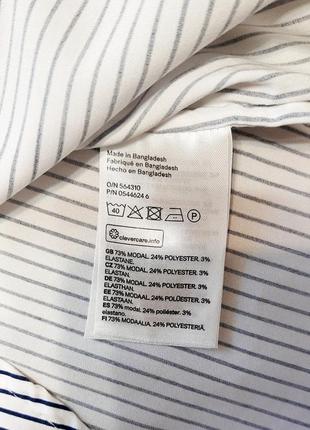 Made in Bangladesh
Fabriqué en Bangladesh
Hecho en Bangladesh
O/N 564310
P/N 0544624 6
40 P
clevercare.info
GB 73% MODAL. 24% POLYESTER. 3%
ELASTANE.
CZ 73% MODAL. 24% POLYESTER. 3%
ELASTAN.
DE 73% MODAL. 24% POLYESTER. 3%
ELASTHAN.
EE 73% MODAAL. 24% POLÜESTER. 3%
ELASTAAN.
ES 73% modal. 24% poliéster. 3%
elastano.
FI 73% MODAALIA. 24% POLYESTERIÄ.